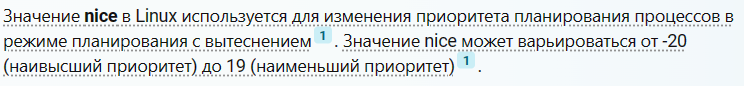 Значение nice в Linux используется для изменения приоритета планирования процессов в
режиме планирования с вытеснением 1 . Значение nice может варьироваться от -20
(наивысший приоритет) до 19 (наименьший приоритет) 1 .